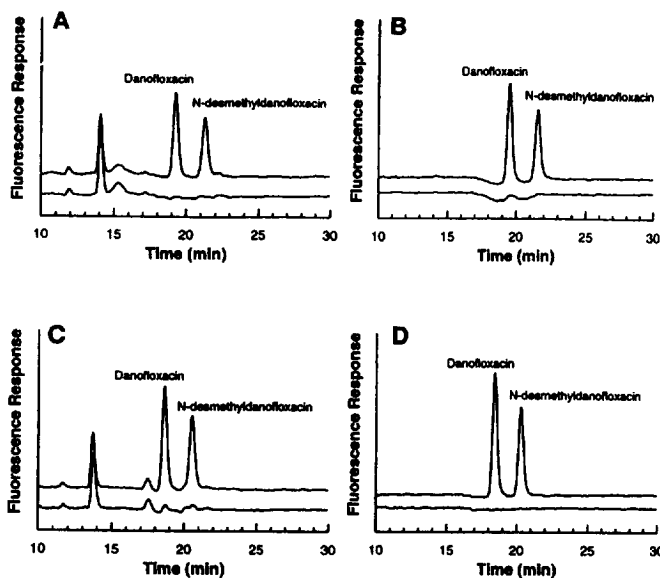 A
Fluorescence Response
Danofloxacin
N-desmethyldanofloxacin
10 15 20 25 30
Time (min)
B
Fluorescence Response
Danofloxacin
N-desmethyldanofloxacin
10 15 20 25 30
Time (min)
C
Fluorescence Response
Danofloxacin
N-desmethyldanofloxacin
10 15 20 25 30
Time (min)
D
Fluorescence Response
Danofloxacin
N-desmethyldanofloxacin
10 15 20 25 30
Time (min)